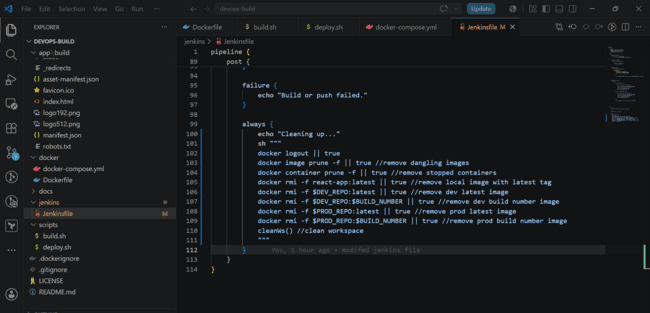 File Edit Selection View Go Run ...
devops-build
Update
EXPLORER
DEVOPS-BUILD
app\build
_redirects
asset-manifest.json
favicon.ico
index.html
logo192.png
logo512.png
manifest.json
robots.txt
docker
docker-compose.yml
Dockerfile
docs
jenkins
Jenkinsfile M
scripts
build.sh
deploy.sh
.dockerignore
.gitignore
LICENSE
README.md
Dockerfile build.sh deploy.sh docker-compose.yml Jenkinsfile M
jenkins > Jenkinsfile
1 pipeline {
89 post {
94 }
95
96 failure {
echo "Build or push failed."
97 }
98
99 always {
100 echo "Cleaning up..."
101 sh """
102 docker logout || true
103 docker image prune -f || true //remove dangling images
104 docker container prune -f || true //remove stopped containers
105 docker rmi -f react-app:latest || true //remove local image with latest tag
106 docker rmi -f $DEV_REPO:latest || true //remove dev latest image
107 docker rmi -f $DEV_REPO:$BUILD_NUMBER || true //remove dev build number image
108 docker rmi -f $PROD_REPO:latest || true //remove prod latest image
109 docker rmi -f $PROD_REPO:$BUILD_NUMBER || true //remove prod build number image
110 cleanWs() //clean workspace
111 """
112 } You, 1 hour ago • modifed jenkins file
113 }
114 }